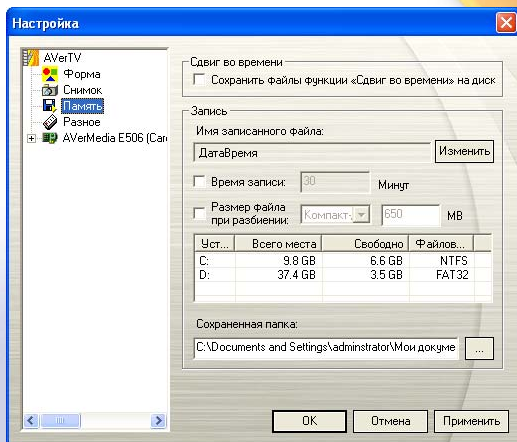 Настройка
AVerTV
Форма
Снимок
Память
Разное
AVerMedia E506 (Car
Сдвиг во времени
Сохранить файлы функции «Сдвиг во времени» на диск
Запись
Имя записанного файла:
ДатаВремя
Изменить
Время записи: 30 Минут
Размер файла
при разбиении: Компакт- 650 MB
Уст... Всего места Свободно Файлов...
C: 9.8 GB 6.6 GB NTFS
D: 37.4 GB 3.5 GB FAT32
Сохраненная папка:
C:\Documents and Settings\adminstrator\Мои докуме ...
OK Отмена Применить